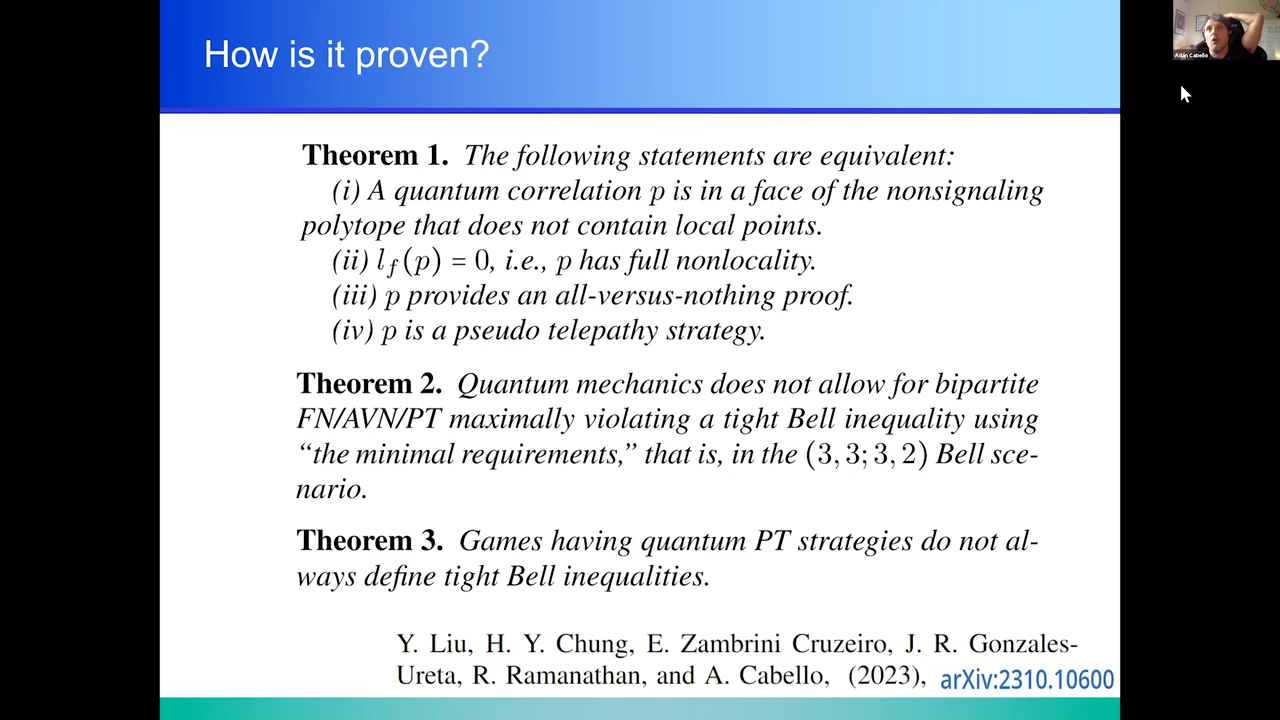 How is it proven?
Adán Cabello
Theorem 1. The following statements are equivalent:
(i) A quantum correlation p is in a face of the nonsignaling
polytope that does not contain local points.
(ii) l_f(p) = 0, i.e., p has full nonlocality.
(iii) p provides an all-versus-nothing proof.
(iv) p is a pseudo telepathy strategy.
Theorem 2. Quantum mechanics does not allow for bipartite
FN/AVN/PT maximally violating a tight Bell inequality using
“the minimal requirements,” that is, in the (3, 3; 3, 2) Bell sce-
nario.
Theorem 3. Games having quantum PT strategies do not al-
ways define tight Bell inequalities.
Y. Liu, H. Y. Chung, E. Zambrini Cruzeiro, J. R. Gonzales-
Ureta, R. Ramanathan, and A. Cabello, (2023), arXiv:2310.10600